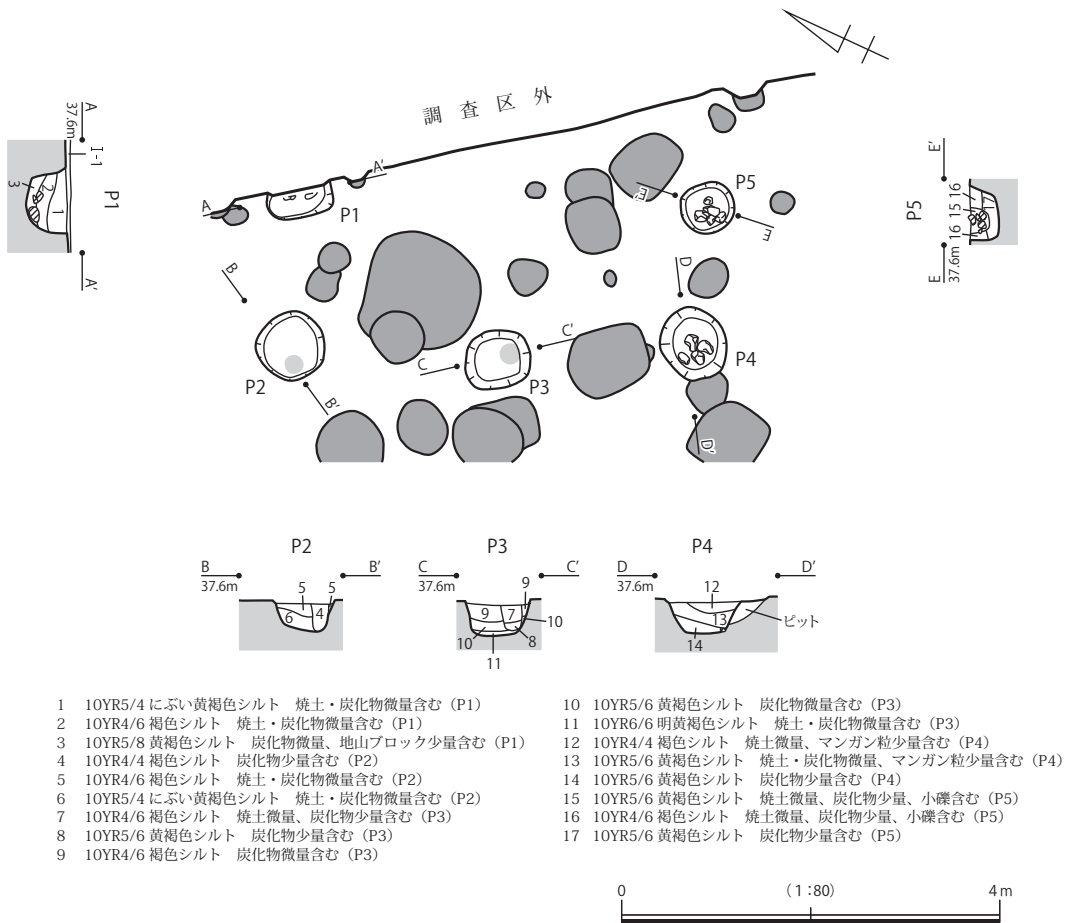 調査区外
A
A'
P1
B
B'
P2
C
C'
P3
D
D'
P4
E'
E
P5
A
37.6m
I-1
1
2
3
P1
A'
E'
16
15
16
P5
E
37.6m
P2
B
B'
37.6m
5
5
6
4
P3
C
C'
37.6m
9
9
7
10
10
8
11
P4
D
D'
37.6m
12
13
14
ピット
1 10YR5/4 にぶい黄褐色シルト 焼土・炭化物微量含む（P1）
2 10YR4/6 褐色シルト 焼土・炭化物微量含む（P1）
3 10YR5/8 黄褐色シルト 炭化物微量、地山ブロック少量含む（P1）
4 10YR4/4 褐色シルト 炭化物少量含む（P2）
5 10YR4/6 褐色シルト 焼土・炭化物微量含む（P2）
6 10YR5/4 にぶい黄褐色シルト 焼土・炭化物微量含む（P2）
7 10YR4/6 褐色シルト 焼土微量、炭化物少量含む（P3）
8 10YR5/6 黄褐色シルト 炭化物少量含む（P3）
9 10YR4/6 褐色シルト 炭化物微量含む（P3）
10 10YR5/6 黄褐色シルト 炭化物微量含む（P3）
11 10YR6/6 明黄褐色シルト 焼土・炭化物微量含む（P3）
12 10YR4/4 褐色シルト 焼土微量、マンガン粒少量含む（P4）
13 10YR5/6 黄褐色シルト 焼土・炭化物微量、マンガン粒少量含む（P4）
14 10YR5/6 黄褐色シルト 炭化物少量含む（P4）
15 10YR5/6 黄褐色シルト 焼土微量、炭化物少量、小礫含む（P5）
16 10YR4/6 褐色シルト 焼土微量、炭化物少量、小礫含む（P5）
17 10YR5/6 黄褐色シルト 炭化物少量含む（P5）
0 （1:80） 4m